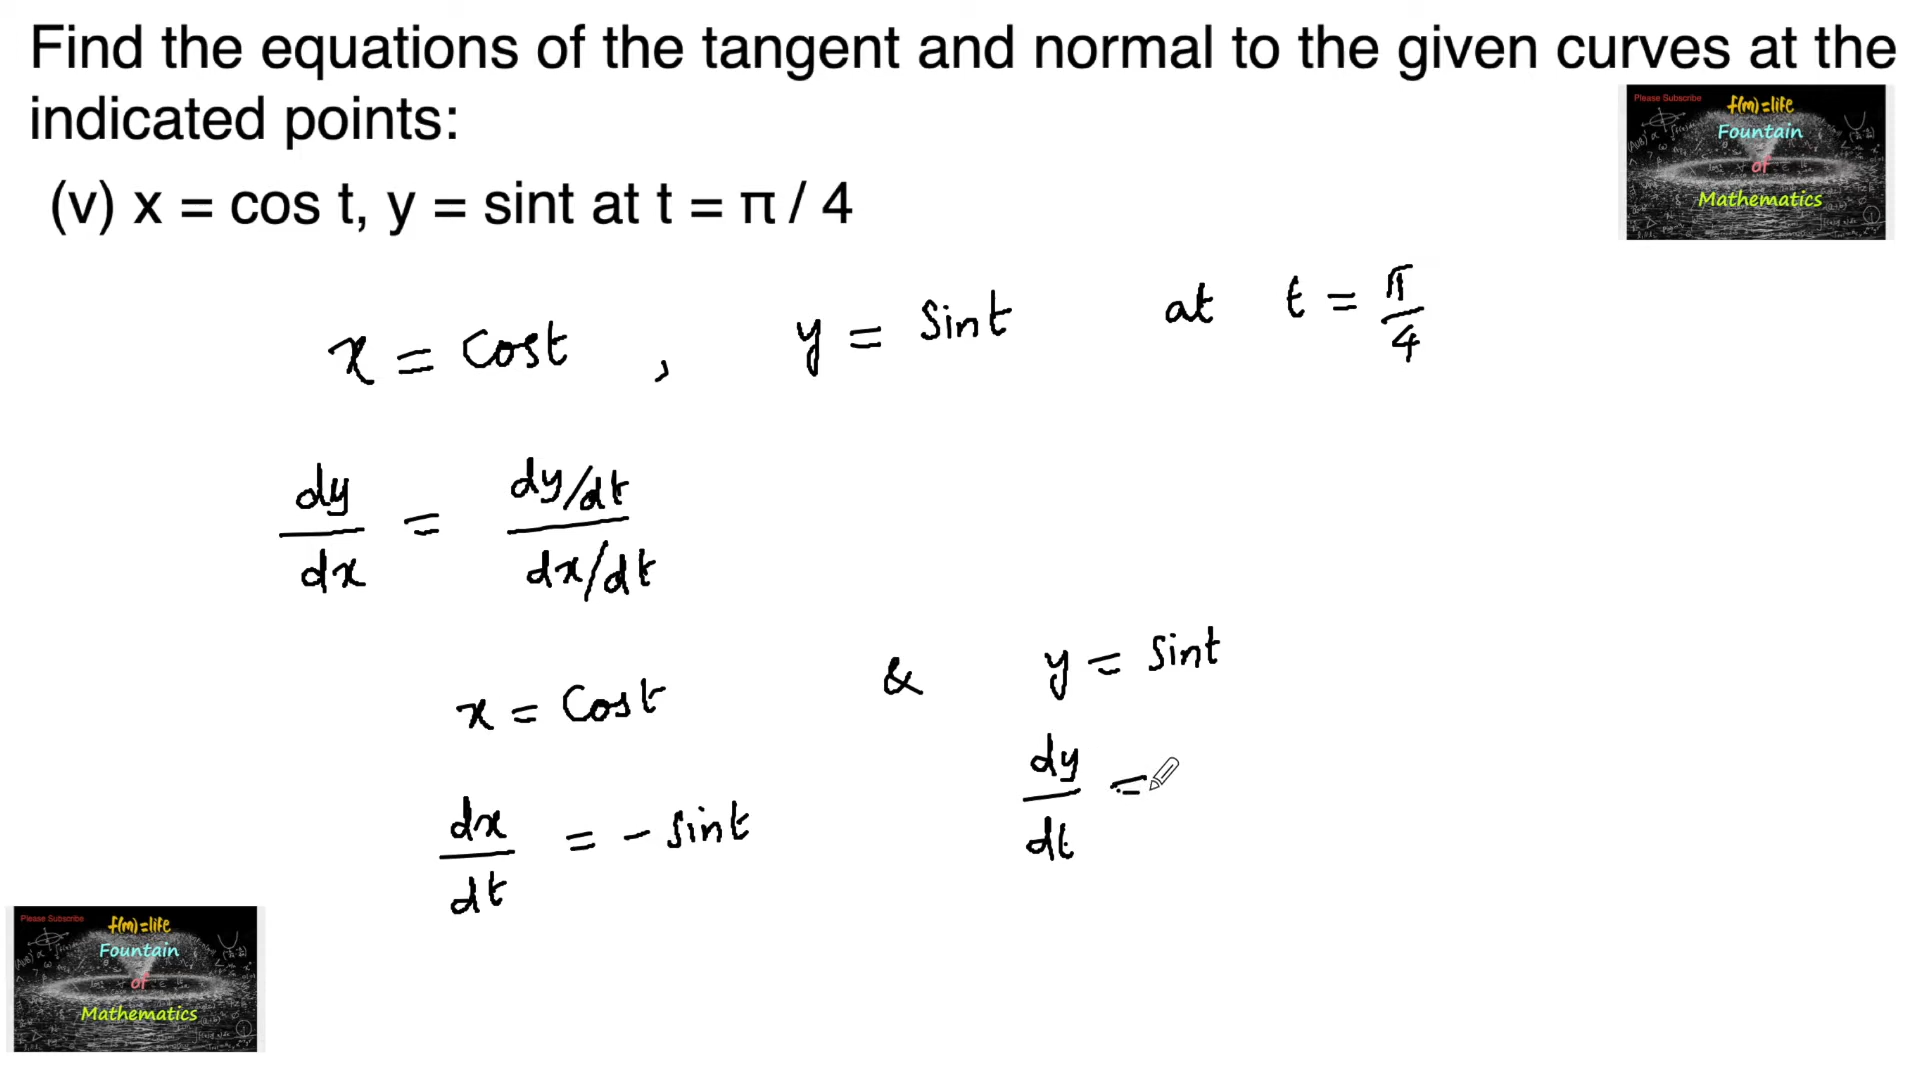 Find the equations of the tangent and normal to the given curves at the
indicated points:
(v) x = cos t, y = sint at t = π / 4
Please Subscribe
f(m)=life
Fountain
of
Mathematics
x = Cost , y = Sint at t = π/4
dy/dx = (dy/dt)/(dx/dt)
x = Cost & y = Sint
dx/dt = - Sint
dy/dt =
Please Subscribe
f(m)=life
Fountain
of
Mathematics